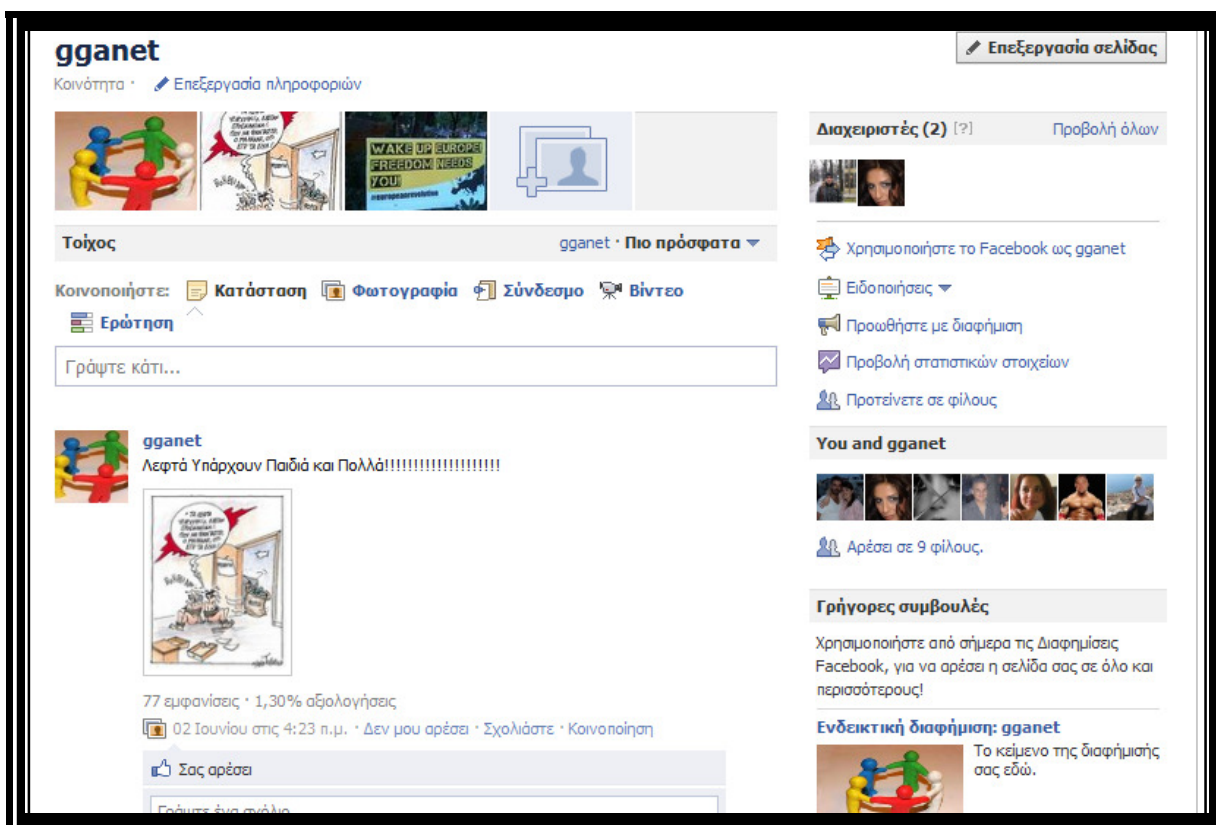 gganet
Επεξεργασία σελίδας
Κοινότητα · Επεξεργασία πληροφοριών
WAKE UP EUROPE
FREEDOM NEEDS
YOU!
#europeanrevolution
Τοίχος
gganet · Πιο πρόσφατα
Κοινοποιήστε: Κατάσταση Φωτογραφία Σύνδεσμο Βίντεο
Ερώτηση
Γράψτε κάτι...
gganet
Λεφτά Υπάρχουν Παιδιά και Πολλά!!!!!!!!!!!!!!!!!!!!
77 εμφανίσεις · 1,30% αξιολογήσεις
02 Ιουνίου στις 4:23 π.μ. · Δεν μου αρέσει · Σχολιάστε · Κοινοποίηση
Σας αρέσει
Γράψτε ένα σχόλιο
Διαχειριστές (2) [?] Προβολή όλων
Χρησιμοποιήστε το Facebook ως gganet
Ειδοποιήσεις
Προωθήστε με διαφήμιση
Προβολή στατιστικών στοιχείων
Προτείνετε σε φίλους
You and gganet
Αρέσει σε 9 φίλους.
Γρήγορες συμβουλές
Χρησιμοποιήστε από σήμερα τις Διαφημίσεις
Facebook, για να αρέσει η σελίδα σας σε όλο και
περισσότερους!
Ενδεικτική διαφήμιση: gganet
Το κείμενο της διαφήμισής
σας εδώ.